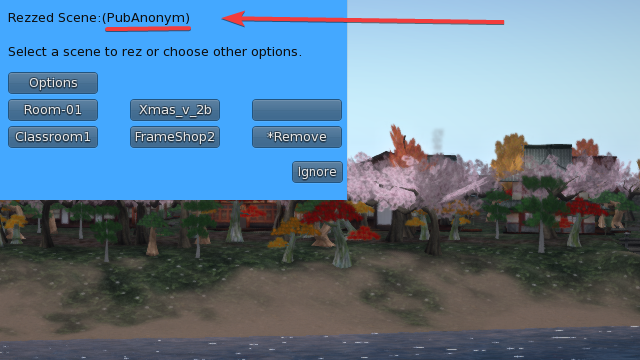 Rezzed Scene:(PubAnonym)
Select a scene to rez or choose other options.
Options
Room-01 Xmas_v_2b
Classroom1 FrameShop2 *Remove
Ignore